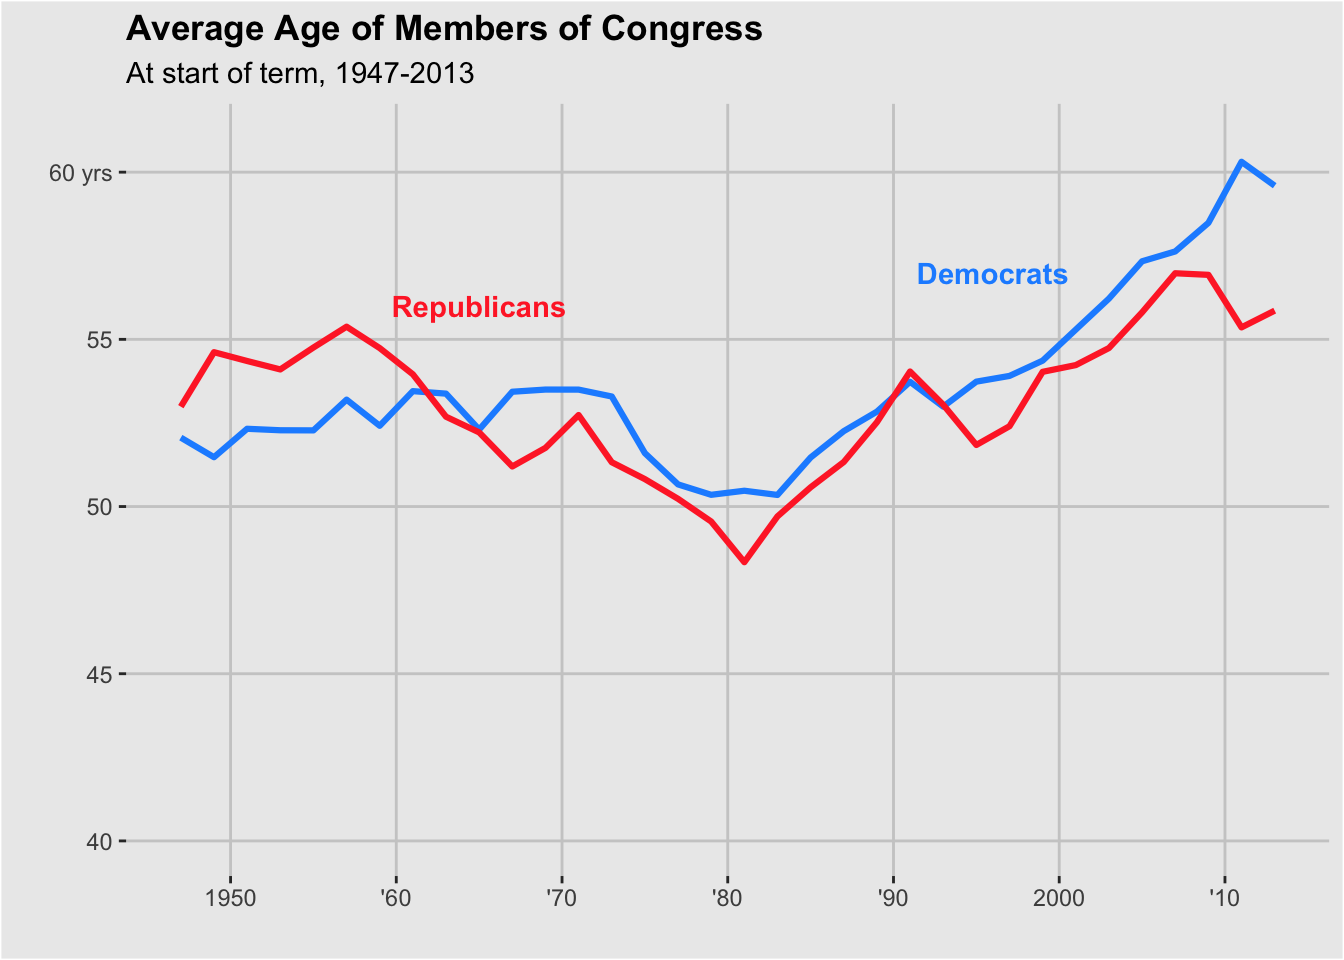 Average Age of Members of Congress
At start of term, 1947-2013
60 yrs
55
50
45
40
Republicans
Democrats
1950 '60 '70 '80 '90 2000 '10